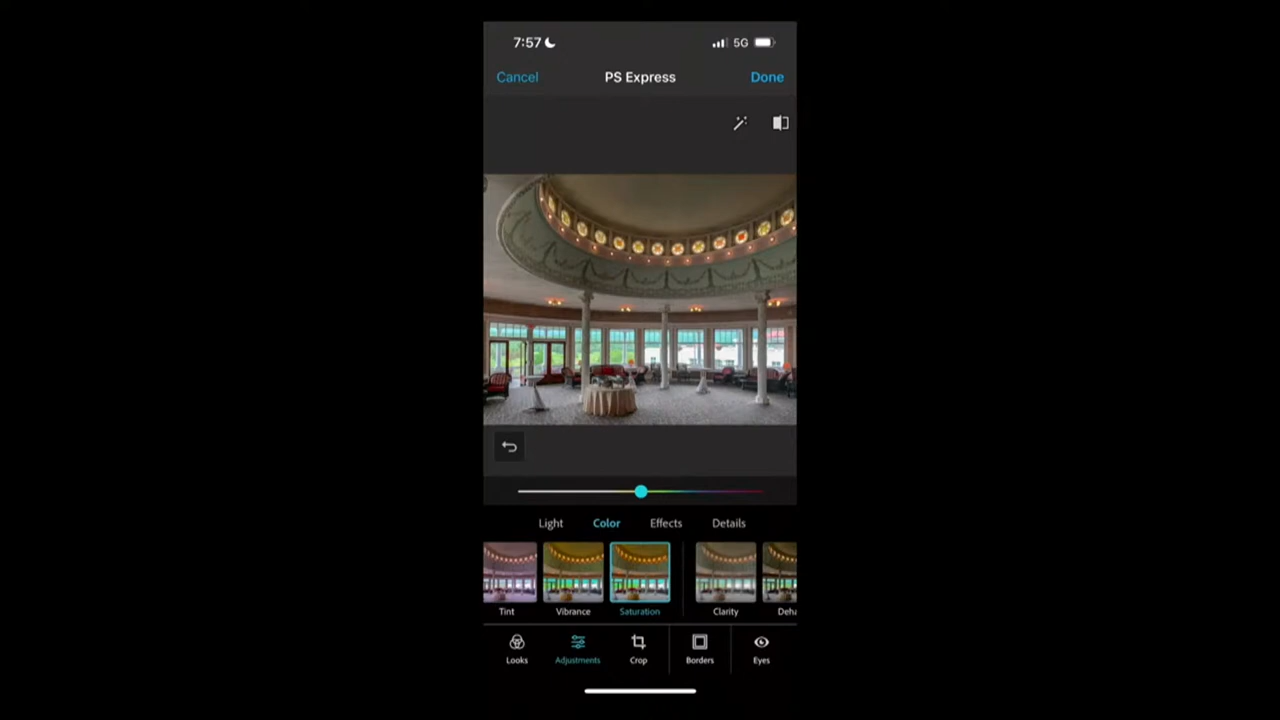 7:57 5G
Cancel PS Express Done
Light Color Effects Details
Tint Vibrance Saturation Clarity Deha
Looks Adjustments Crop Borders Eyes